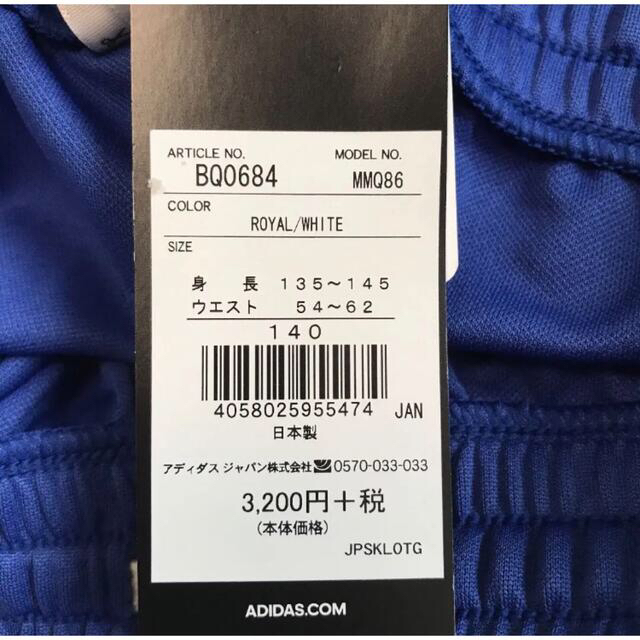 ARTICLE NO. MODEL NO.
BQ0684 MMQ86
COLOR
ROYAL/WHITE
SIZE
身 長 135～145
ウエスト 54～62
140
4058025955474 JAN
日本製
アディダス ジャパン株式会社 0570-033-033
3,200円＋税
(本体価格)
JPSKLOTG
ADIDAS.COM